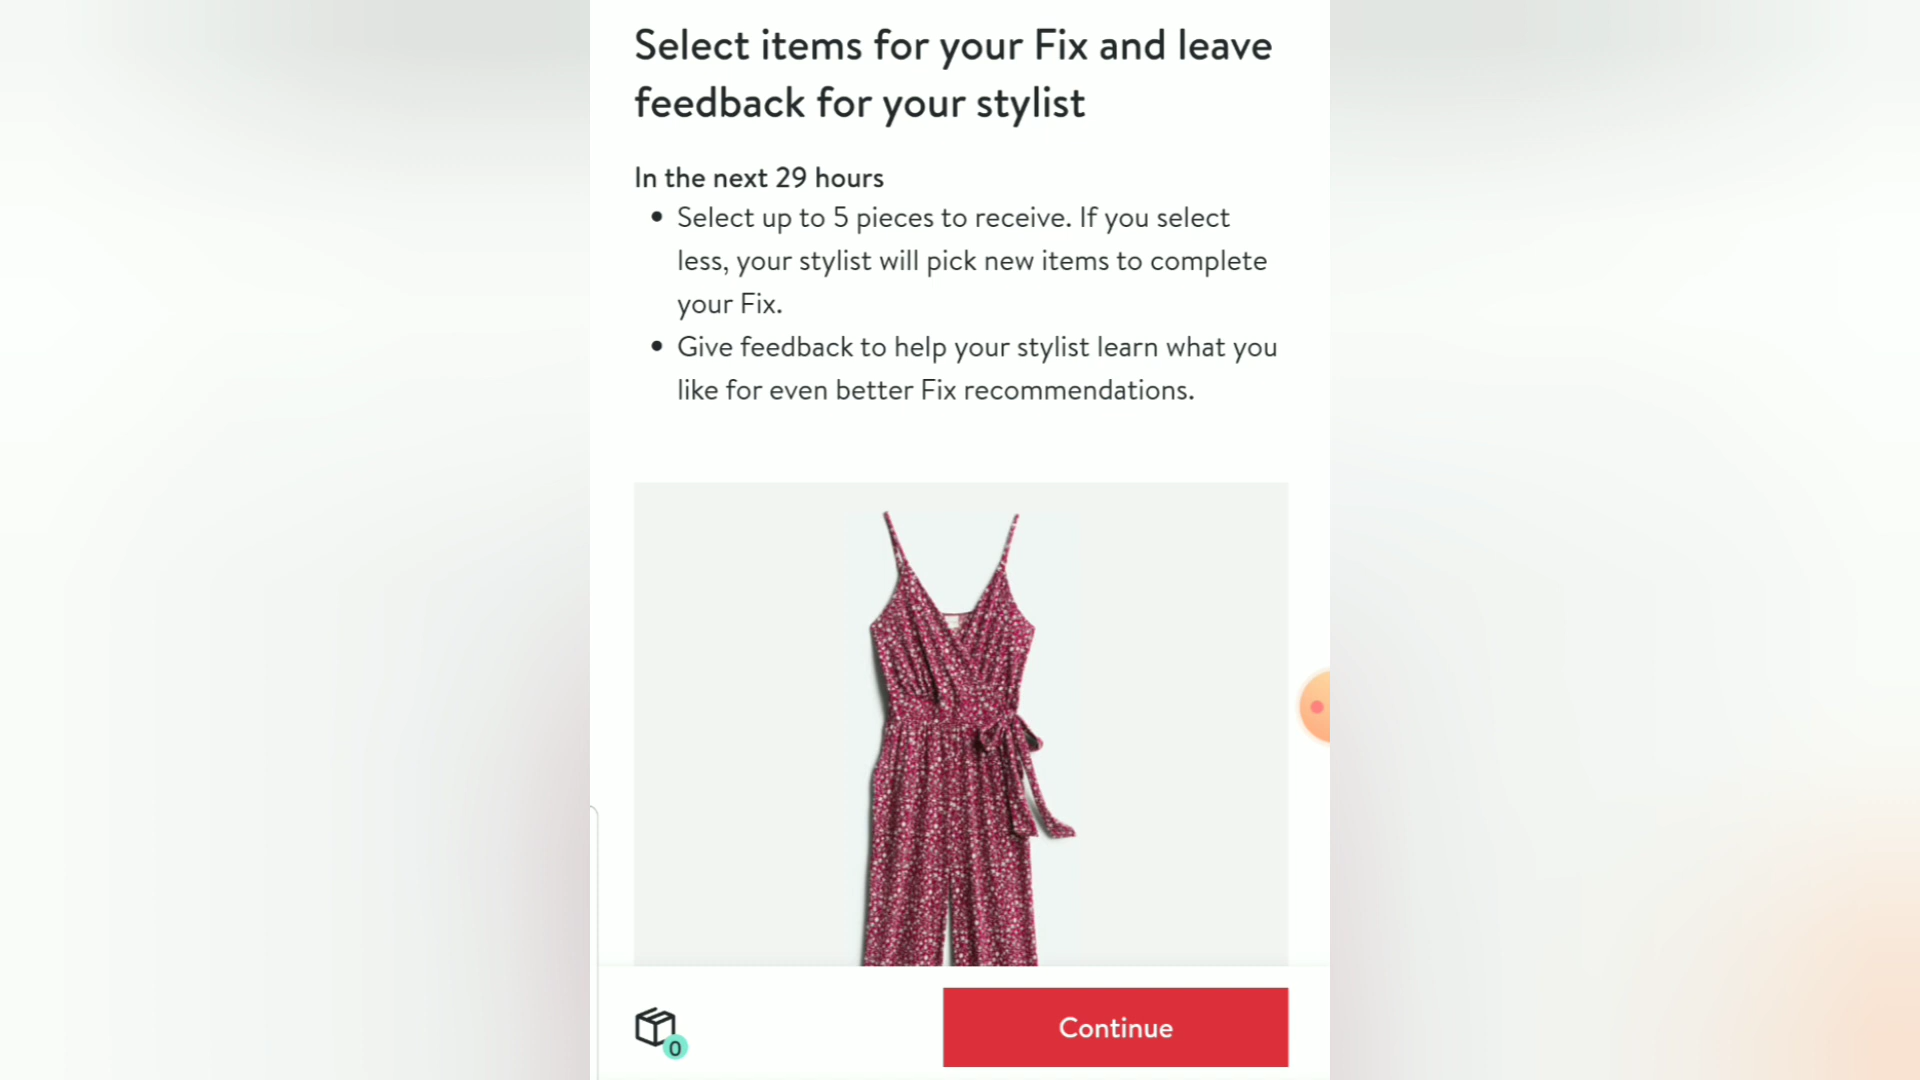 Select items for your Fix and leave
feedback for your stylist
In the next 29 hours
Select up to 5 pieces to receive. If you select
less, your stylist will pick new items to complete
your Fix.
Give feedback to help your stylist learn what you
like for even better Fix recommendations.
0
Continue